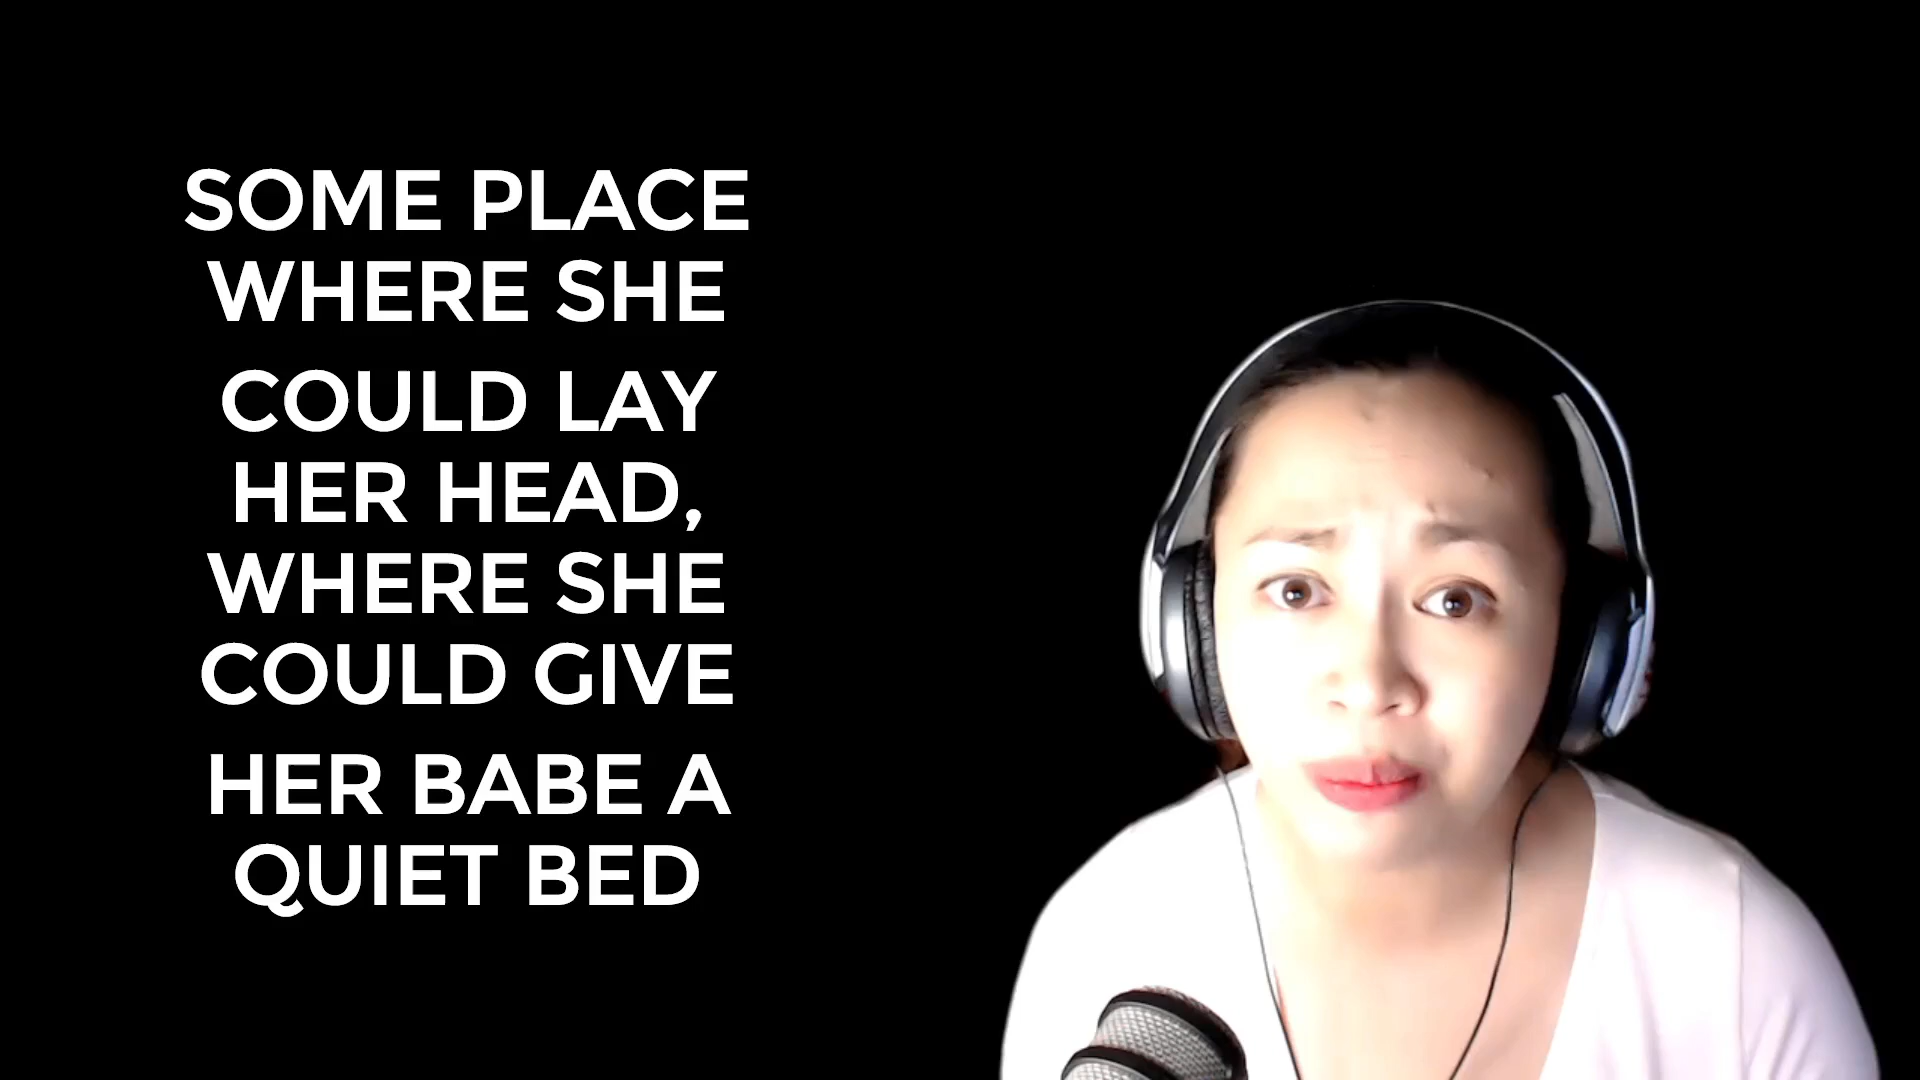 SOME PLACE
WHERE SHE
COULD LAY
HER HEAD,
WHERE SHE
COULD GIVE
HER BABE A
QUIET BED